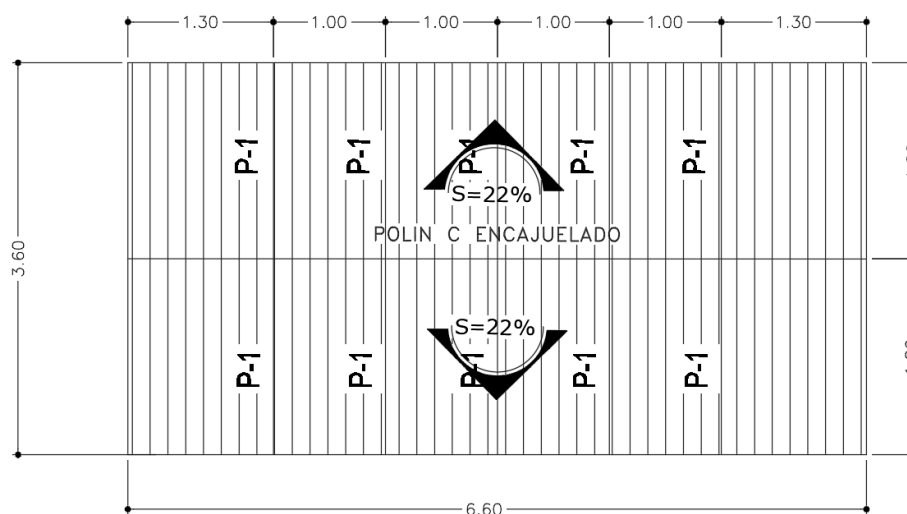 1.30 1.00 1.00 1.00 1.00 1.30
P-1 P-1 P-1 P-1 P-1
S=22%
POLIN C ENCAJUELADO
3.60
S=22%
P-1 P-1 P-1 P-1 P-1
6.60